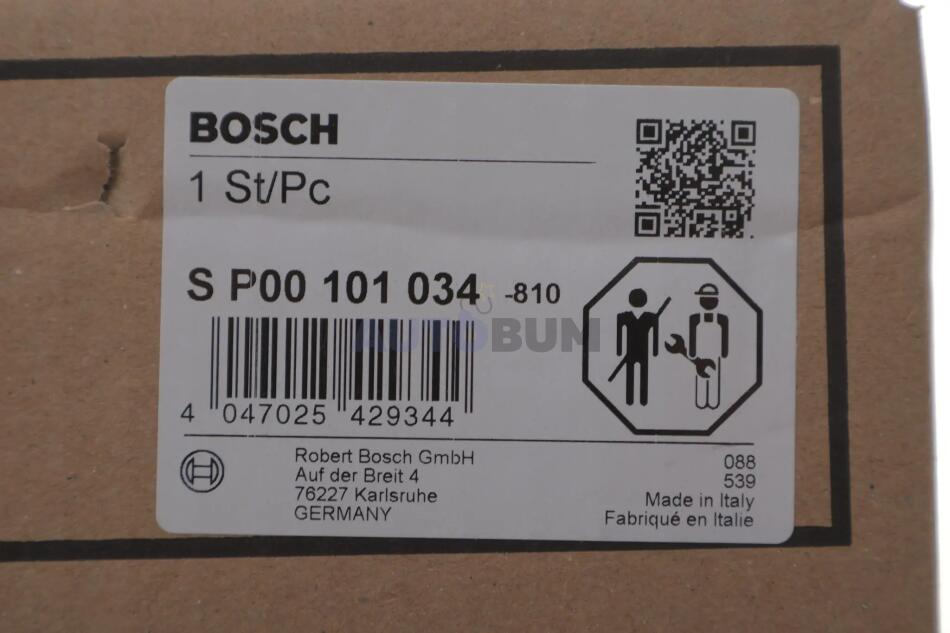 BOSCH
1 St/Pc
S P00 101 034 -810
AUTOBUM
4 047025 429344
Robert Bosch GmbH
Auf der Breit 4
76227 Karlsruhe
GERMANY
088
539
Made in Italy
Fabriqué en Italie